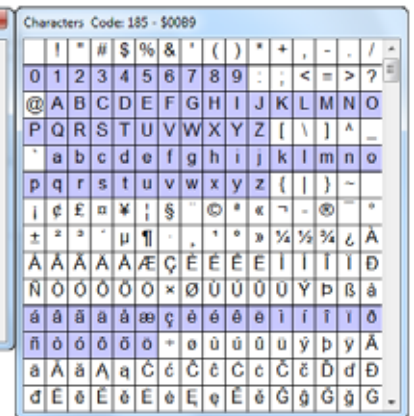 Characters Code: 185 - $00B9
! " # $ % & ' ( ) * + , - . /
0 1 2 3 4 5 6 7 8 9 : ; < = > ?
@ A B C D E F G H I J K L M N O
P Q R S T U V W X Y Z [ \ ] ^ _
` a b c d e f g h i j k l m n o
p q r s t u v w x y z { | } ~
¡ ¢ £ ¤ ¥ ¦ § ¨ © ª « ¬ - ® ¯ °
± ² ³ ´ µ ¶ · ¸ ¹ º » ¼ ½ ¾ ¿ À
Á Â Ã Ä Å Æ Ç È É Ê Ë Ì Í Î Ï Ð
Ñ Ò Ó Ô Õ Ö × Ø Ù Ú Û Ü Ý Þ ß à
á â ã ä å æ ç è é ê ë ì í î ï ð
ñ ò ó ô õ ö ÷ ø ù ú û ü ý þ ÿ Ā
ā Ă ă Ą ą Ć ć Ĉ ĉ Ċ ċ Č č Ď ď Đ
đ Ē ē Ĕ ĕ Ė ė Ę ę Ě ě Ĝ ĝ Ğ ğ Ġ